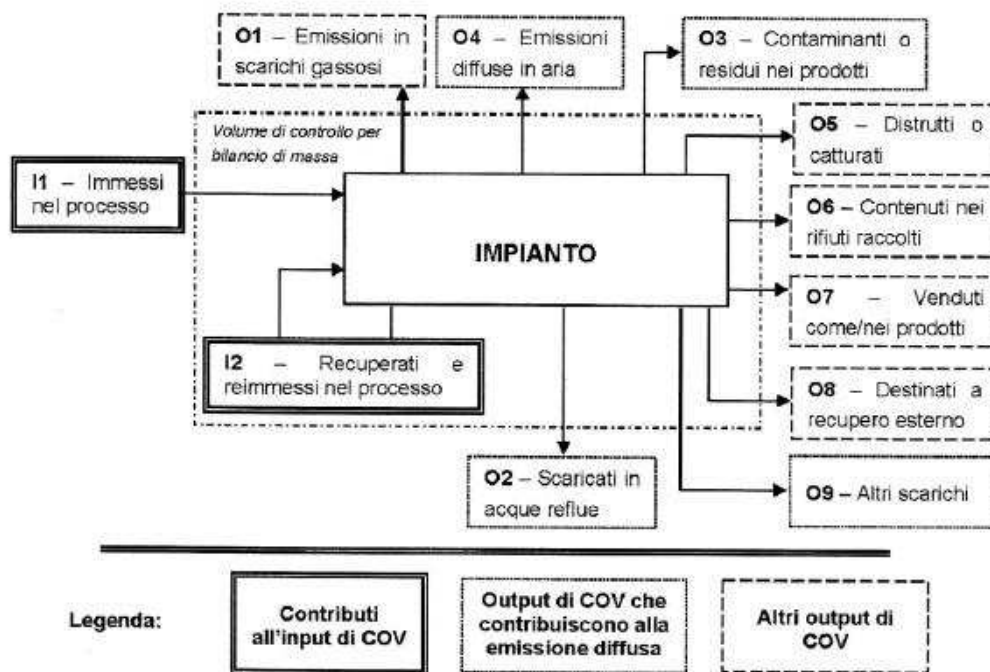 O1 – Emissioni in
scarichi gassosi
O4 – Emissioni
diffuse in aria
O3 – Contaminanti o
residui nei prodotti
Volume di controllo per
bilancio di massa
O5 – Distrutti o
catturati
I1 – Immessi
nel processo
O6 – Contenuti nei
rifiuti raccolti
IMPIANTO
O7 – Venduti
come/nei prodotti
I2 – Recuperati e
reimmessi nel processo
O8 – Destinati a
recupero esterno
O2 – Scaricati in
acque reflue
O9 – Altri scarichi
Legenda:
Contributi
all'input di COV
Output di COV che
contribuiscono alla
emissione diffusa
Altri output di
COV